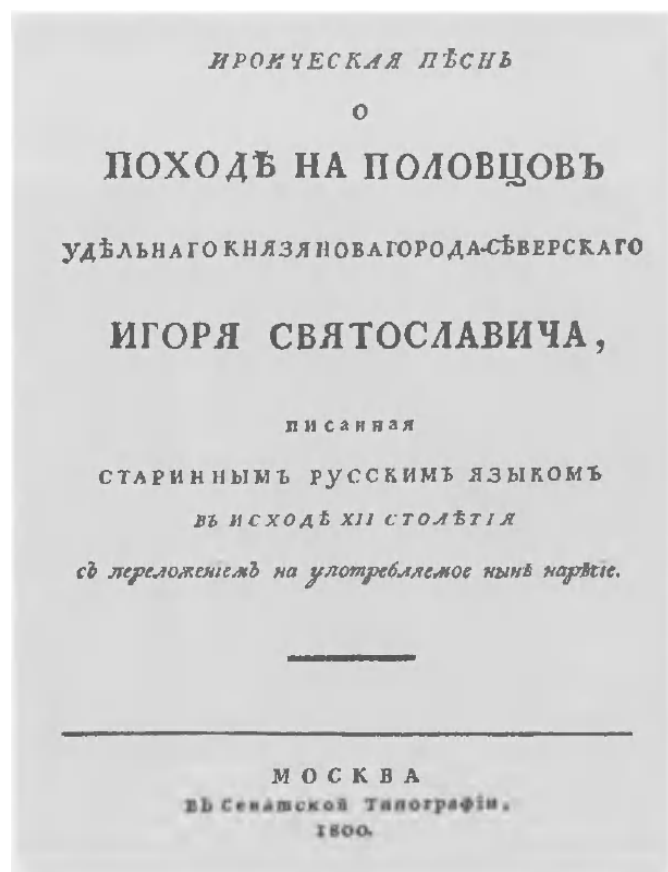 ИРОИЧЕСКАЯ ПѢСНЬ
О
ПОХОДѢ НА ПОЛОВЦОВЪ
УДѢЛЬНАГО КНЯЗЯ НОВАГОРОДА-СѢВЕРСКАГО
ИГОРЯ СВЯТОСЛАВИЧА,
писанная
СТАРИННЫМЪ РУССКИМЪ ЯЗЫКОМЪ
ВЪ ИСХОДѢ XII СТОЛѢТІЯ
съ переложеніемъ на употребляемое нынѣ нарѣчіе.
МОСКВА
Въ Сенатской Типографіи.
1800.